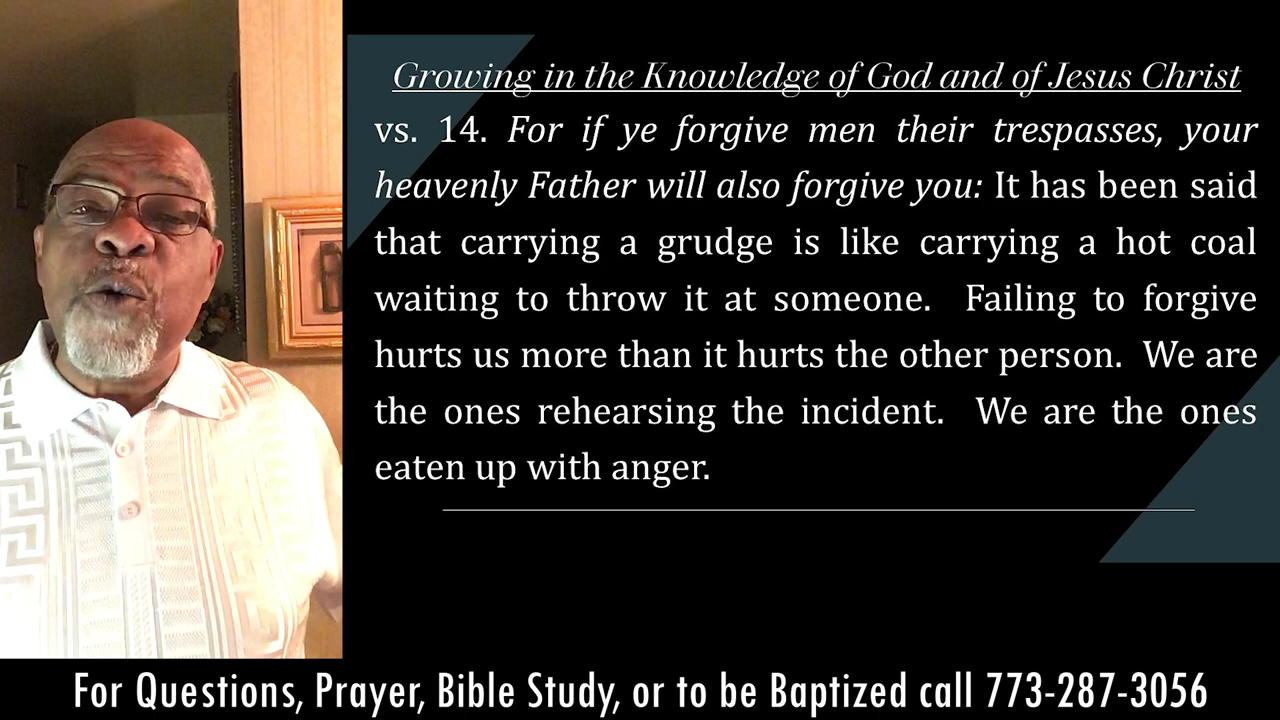 Growing in the Knowledge of God and of Jesus Christ
vs. 14. For if ye forgive men their trespasses, your
heavenly Father will also forgive you: It has been said
that carrying a grudge is like carrying a hot coal
waiting to throw it at someone.  Failing to forgive
hurts us more than it hurts the other person.  We are
the ones rehearsing the incident.  We are the ones
eaten up with anger.
For Questions, Prayer, Bible Study, or to be Baptized call 773-287-3056